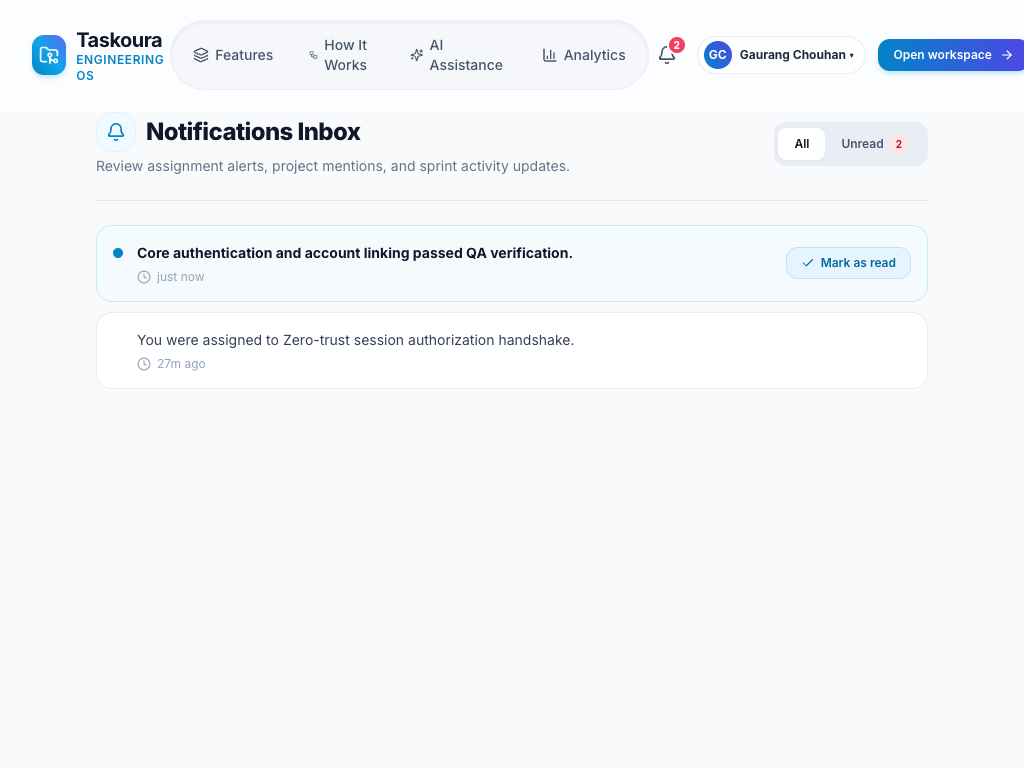 Taskoura
ENGINEERING
OS
Features
How It
Works
AI
Assistance
Analytics
2
GC
Gaurang Chouhan ▾
Open workspace →
Notifications Inbox
Review assignment alerts, project mentions, and sprint activity updates.
All
Unread 2
Core authentication and account linking passed QA verification.
just now
Mark as read
You were assigned to Zero-trust session authorization handshake.
27m ago